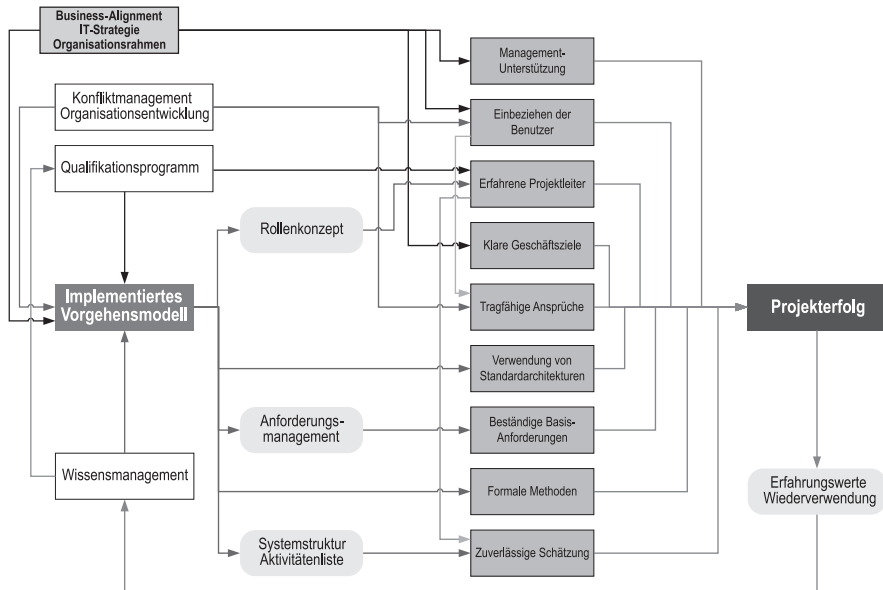 Business-Alignment
IT-Strategie
Organisationsrahmen
Konfliktmanagement
Organisationsentwicklung
Qualifikationsprogramm
Implementiertes
Vorgehensmodell
Wissensmanagement
Rollenkonzept
Anforderungs-
management
Systemstruktur
Aktivitätenliste
Management-
Unterstützung
Einbeziehen der
Benutzer
Erfahrene Projektleiter
Klare Geschäftsziele
Tragfähige Ansprüche
Verwendung von
Standardarchitekturen
Beständige Basis-
Anforderungen
Formale Methoden
Zuverlässige Schätzung
Projekterfolg
Erfahrungswerte
Wiederverwendung